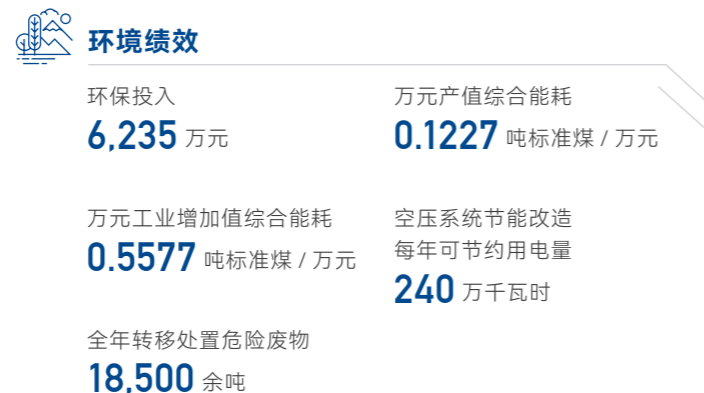 环境绩效
环保投入
6,235 万元
万元产值综合能耗
0.1227 吨标准煤 / 万元
万元工业增加值综合能耗
0.5577 吨标准煤 / 万元
空压系统节能改造
每年可节约用电量
240 万千瓦时
全年转移处置危险废物
18,500 余吨